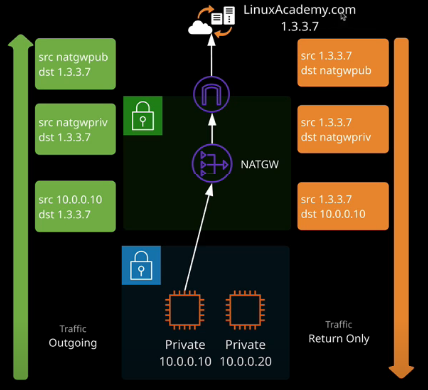 LinuxAcademy.com
1.3.3.7
src natgwpub
dst 1.3.3.7
src 1.3.3.7
dst natgwpub
src natgwpriv
dst 1.3.3.7
src 1.3.3.7
dst natgwpriv
NATGW
src 10.0.0.10
dst 1.3.3.7
src 1.3.3.7
dst 10.0.0.10
Traffic
Outgoing
Private
10.0.0.10
Private
10.0.0.20
Traffic
Return Only